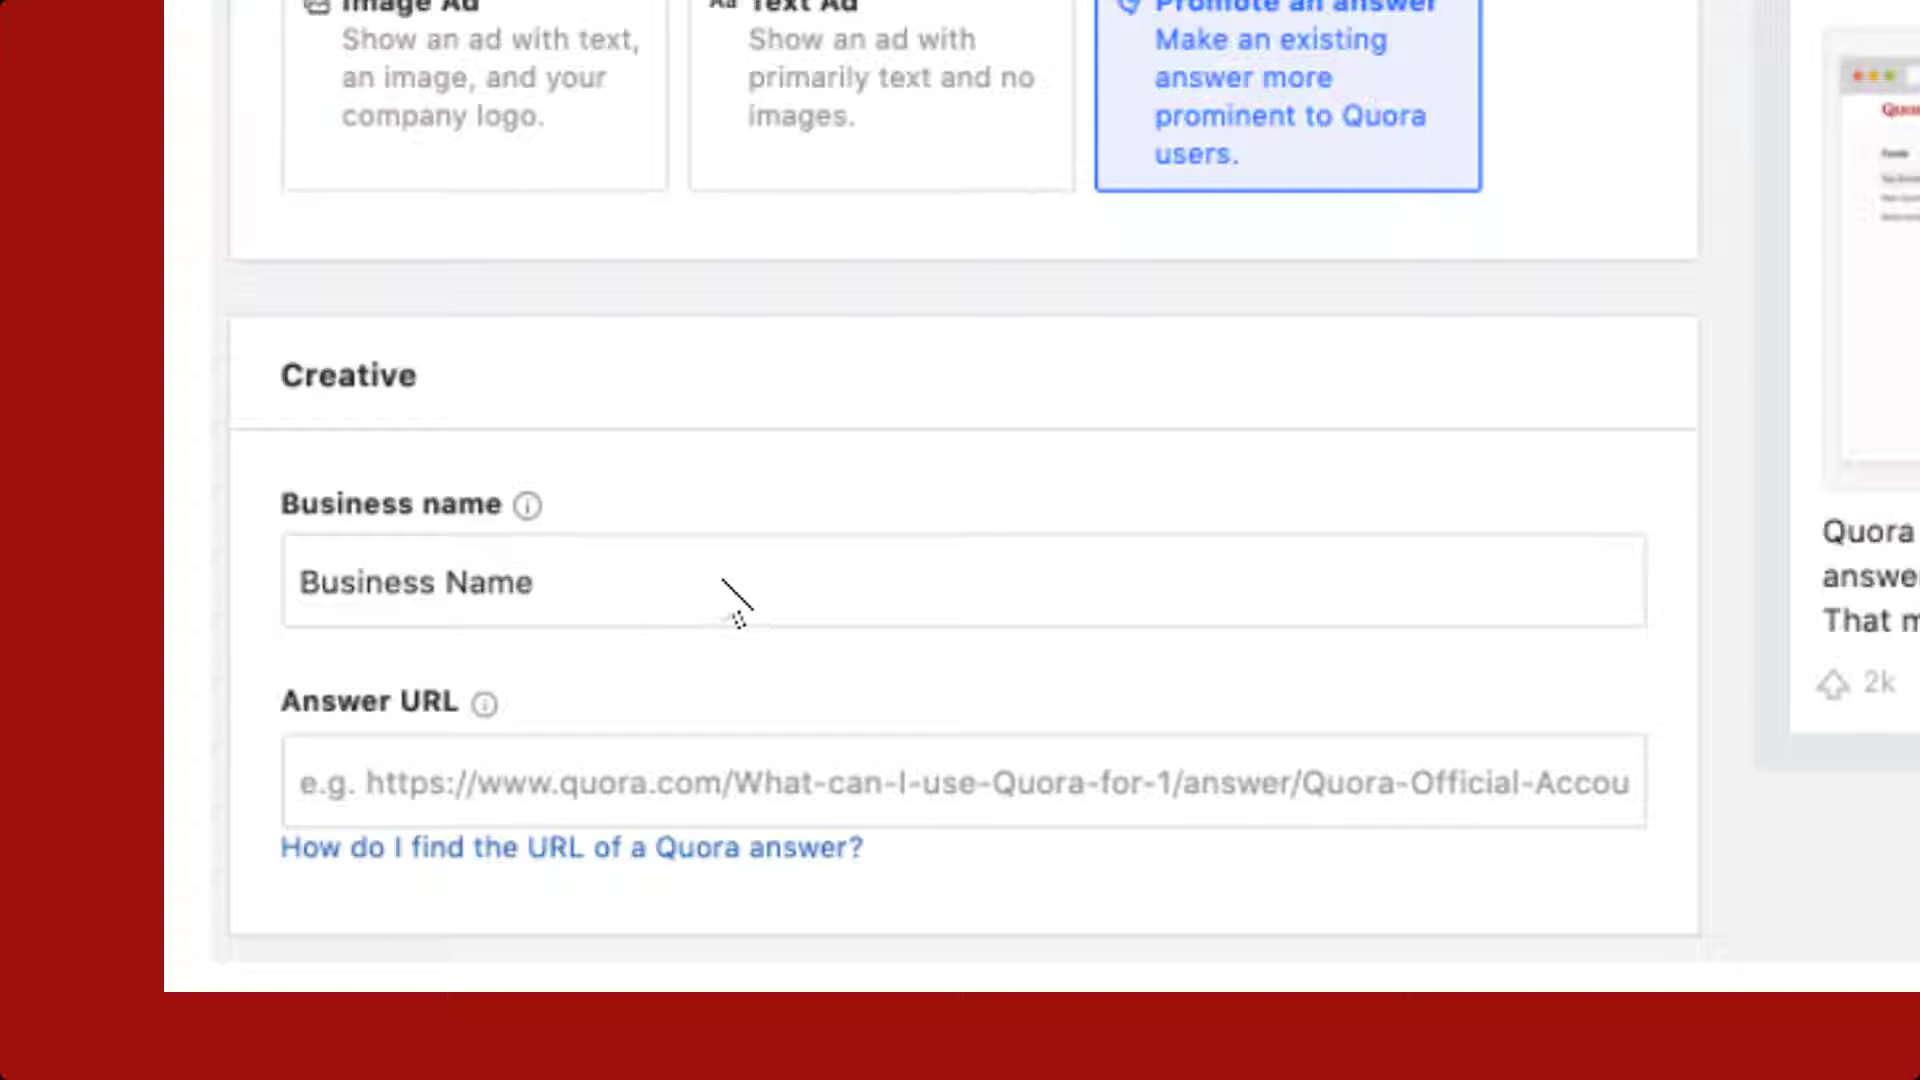 Image Ad
Show an ad with text,
an image, and your
company logo.
Aa Text Ad
Show an ad with
primarily text and no
images.
Promote an answer
Make an existing
answer more
prominent to Quora
users.
Creative
Business name
Business Name
Answer URL
e.g. https://www.quora.com/What-can-I-use-Quora-for-1/answer/Quora-Official-Accou
How do I find the URL of a Quora answer?
Quora
answe
That m
2k